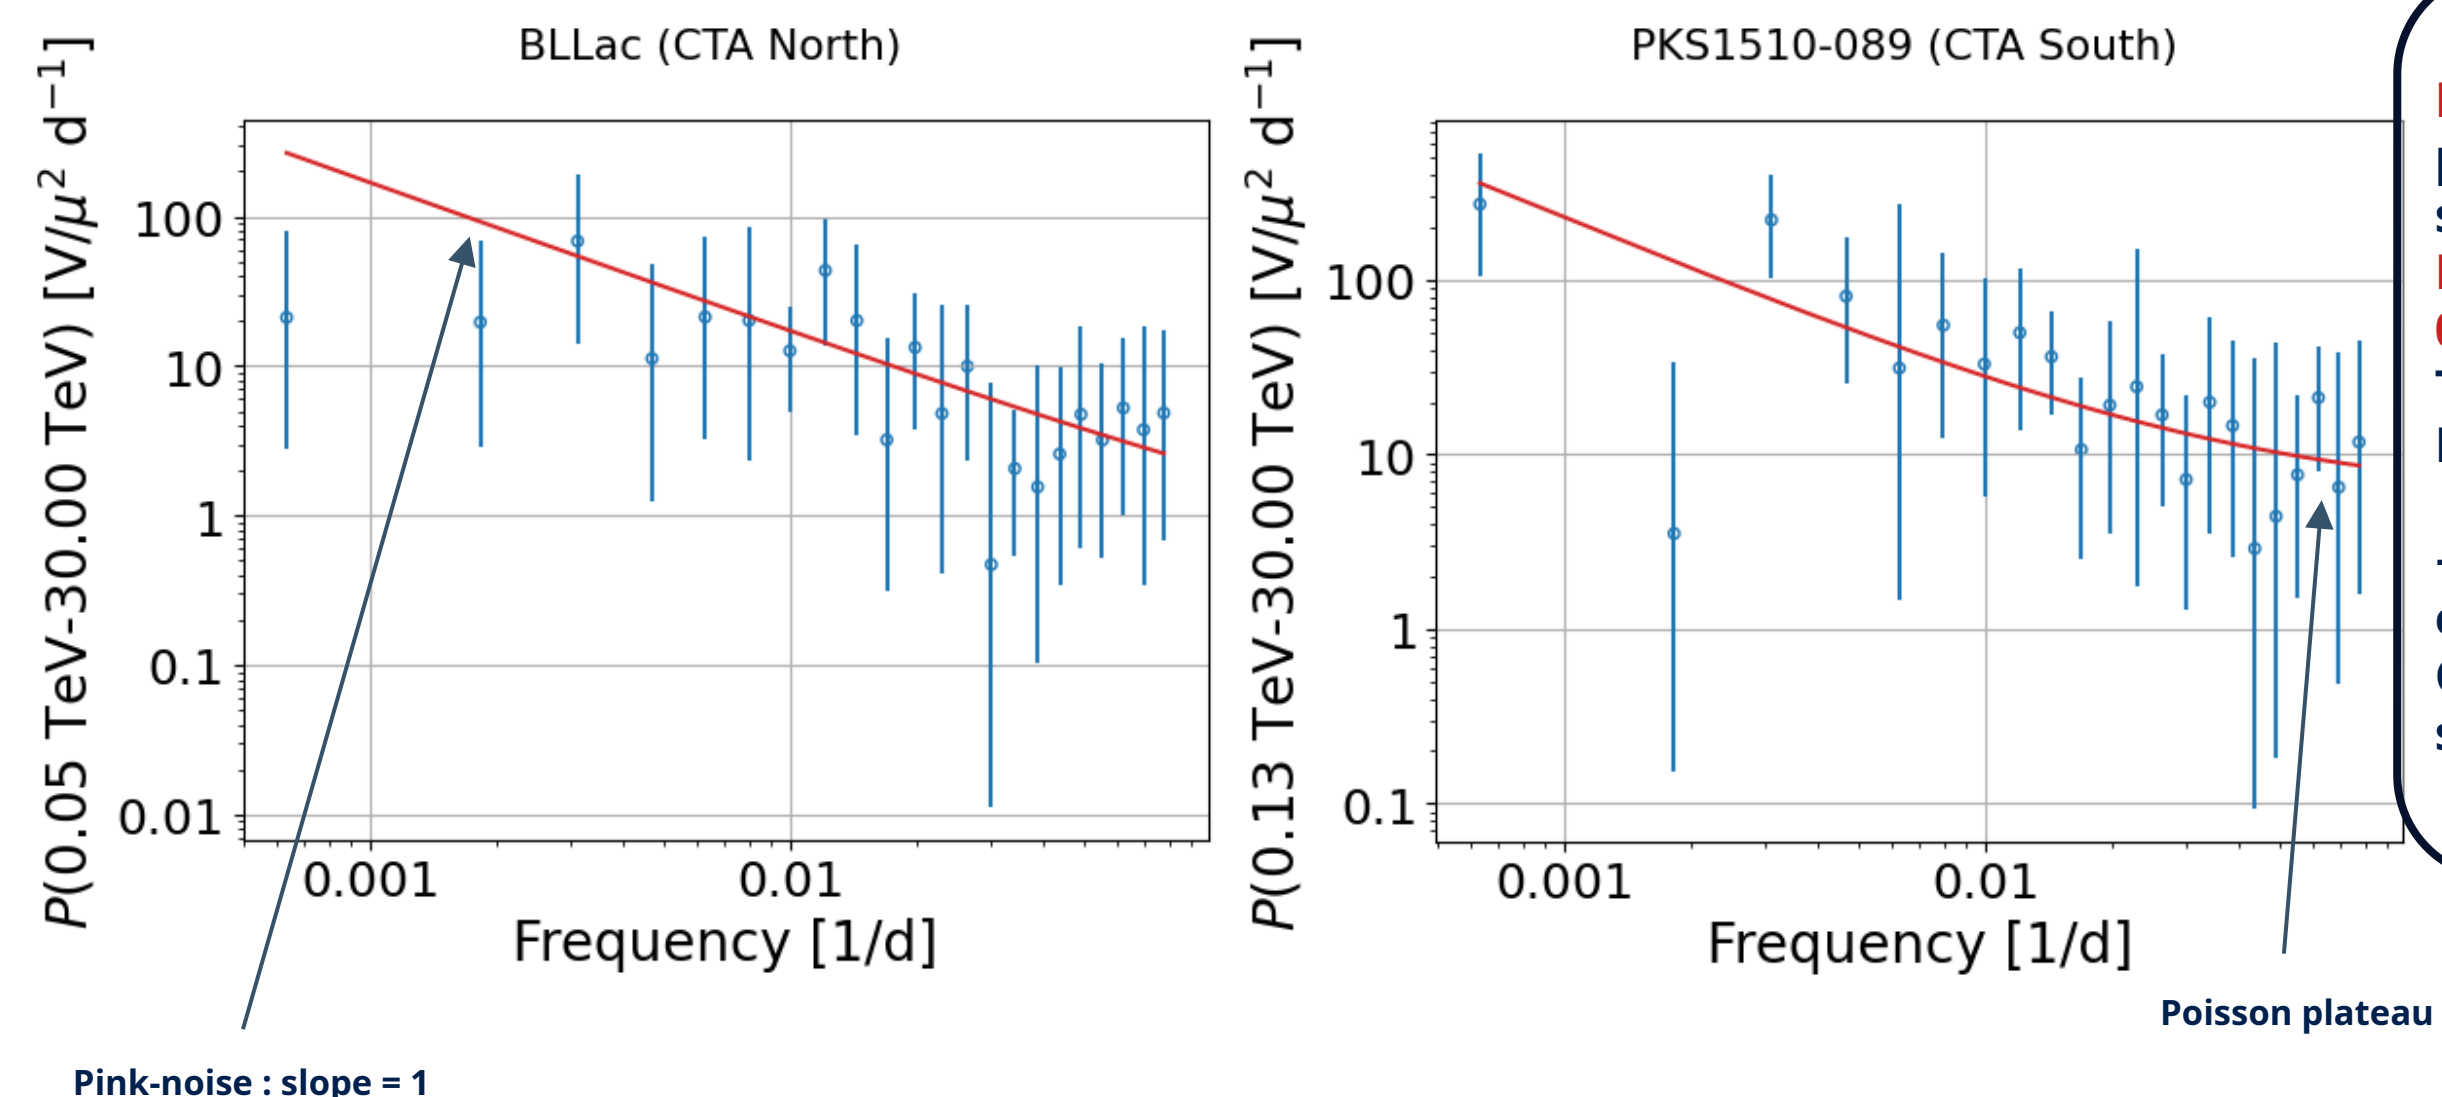 BLLac (CTA North)
P(0.05 TeV-30.00 TeV) [V/μ² d⁻¹]
100
10
1
0.1
0.01
0.001
0.01
Frequency [1/d]
Pink-noise : slope = 1
PKS1510-089 (CTA South)
P(0.13 TeV-30.00 TeV) [V/μ² d⁻¹]
100
10
1
0.1
0.001
0.01
Frequency [1/d]
Poisson plateau